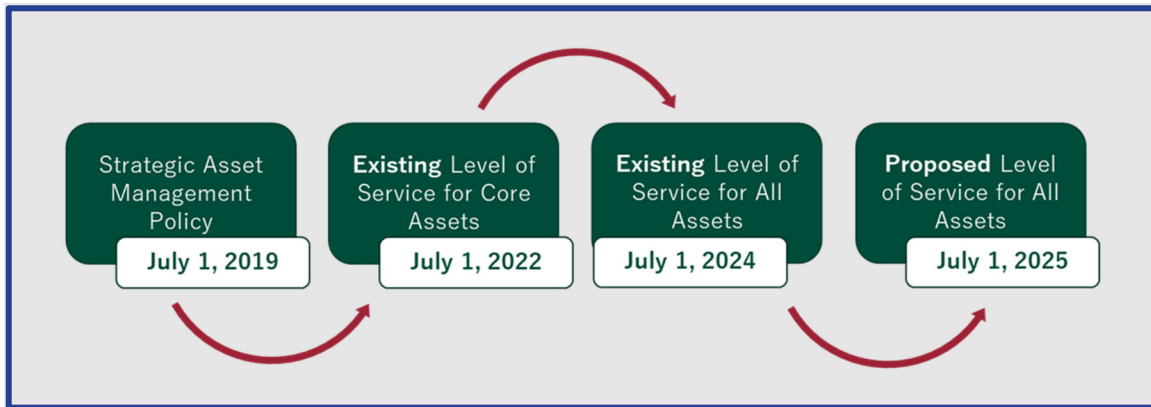 Strategic Asset
Management
Policy
July 1, 2019
Existing Level of
Service for Core
Assets
July 1, 2022
Existing Level of
Service for All
Assets
July 1, 2024
Proposed Level
of Service for All
Assets
July 1, 2025